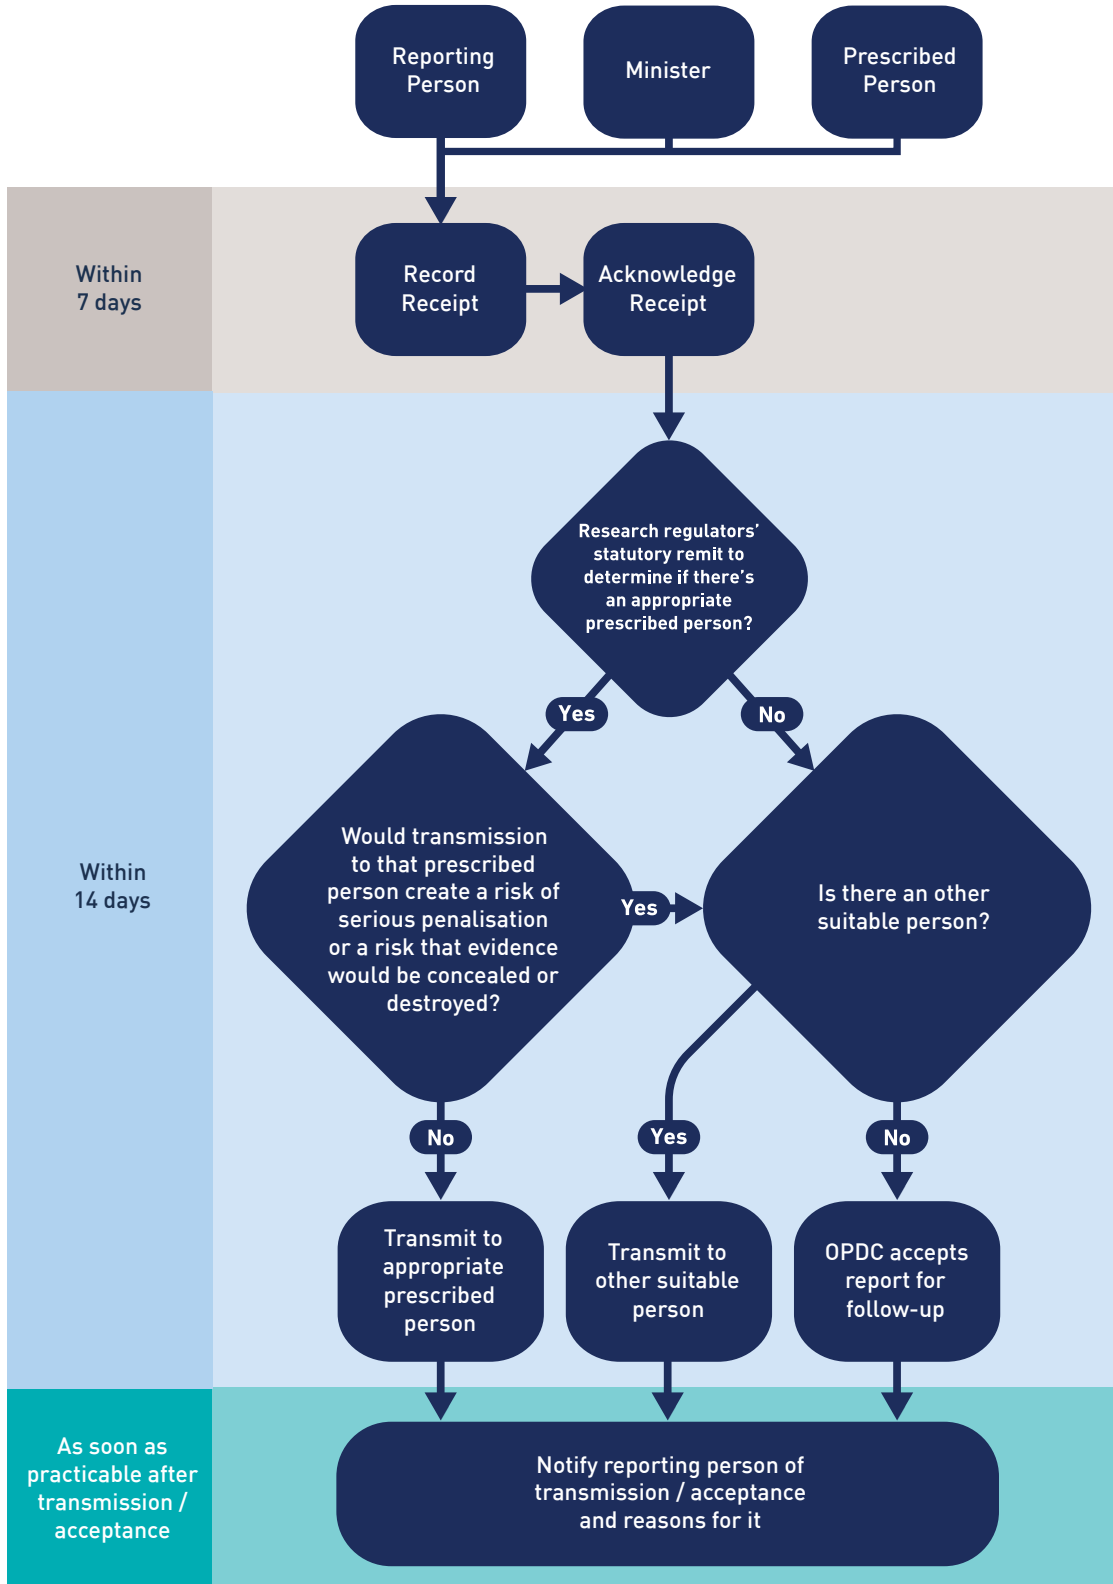 Reporting
Person
Minister
Prescribed
Person
Within
7 days
Record
Receipt
Acknowledge
Receipt
Within
14 days
Research regulators’
statutory remit to
determine if there’s
an appropriate
prescribed person?
Yes
No
Would transmission
to that prescribed
person create a risk of
serious penalisation
or a risk that evidence
would be concealed or
destroyed?
Yes
Is there an other
suitable person?
No
Yes
No
Transmit to
appropriate
prescribed
person
Transmit to
other suitable
person
OPDC accepts
report for
follow-up
As soon as
practicable after
transmission /
acceptance
Notify reporting person of
transmission / acceptance
and reasons for it